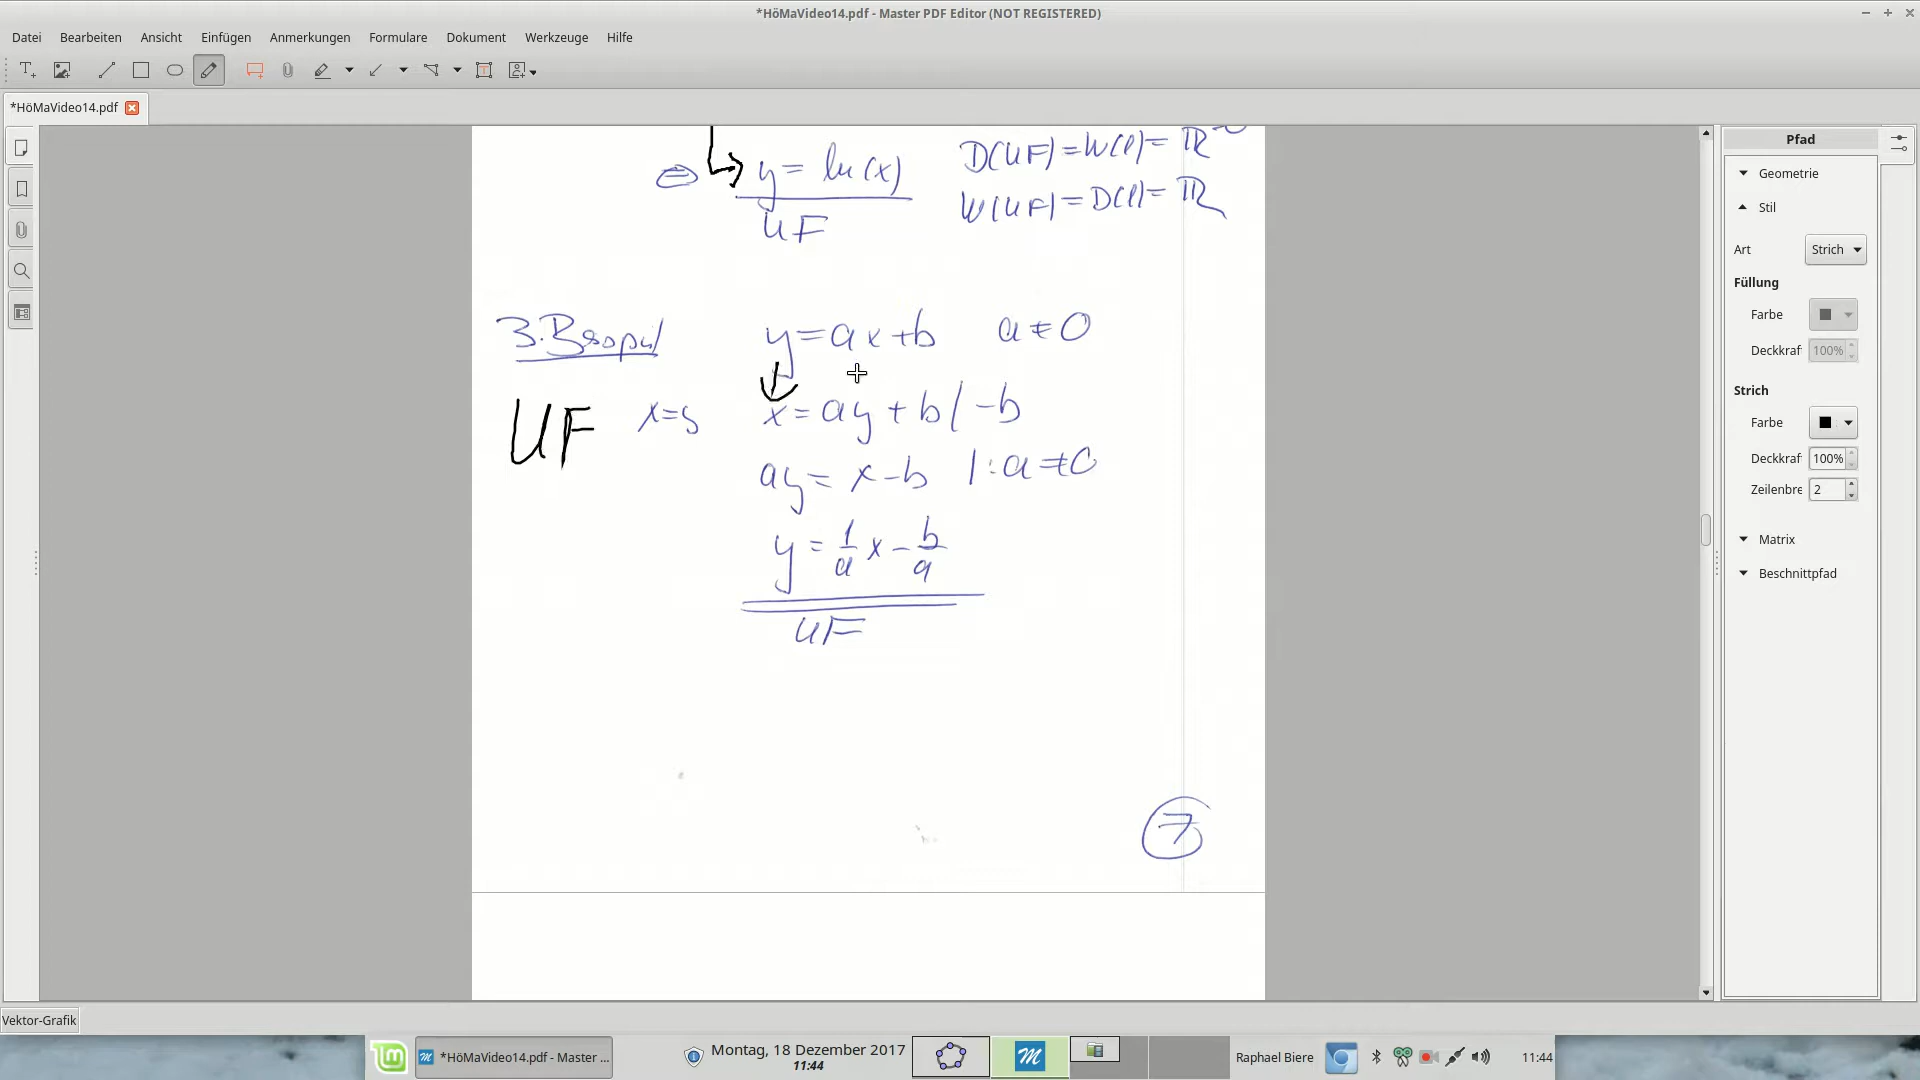 *HöMaVideo14.pdf - Master PDF Editor (NOT REGISTERED)
Datei Bearbeiten Ansicht Einfügen Anmerkungen Formulare Dokument Werkzeuge Hilfe
*HöMaVideo14.pdf
D(UF)=W(f)= ℝ
⇔ y = ln(x)
W(UF)=D(f)= ℝ
UF
3. Beispiel y=ax+b a≠0
UF x=y x=ay+b | -b
ay = x-b | :a≠0
y = 1/a x - b/a
UF
7
Pfad
Geometrie
Stil
Art Strich
Füllung
Farbe
Deckkraf 100%
Strich
Farbe
Deckkraf 100%
Zeilenbre 2
Matrix
Beschnittpfad
Vektor-Grafik
*HöMaVideo14.pdf - Master ...
Montag, 18 Dezember 2017
11:44
Raphael Biere
11:44